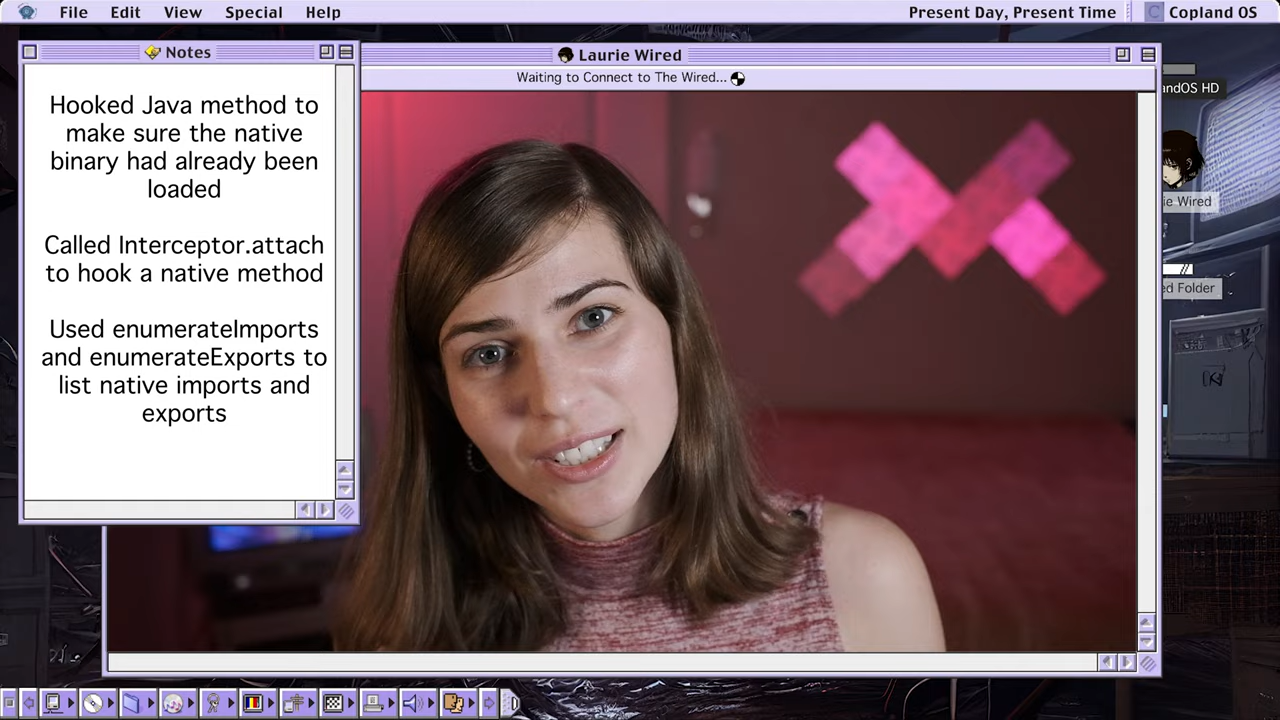 File Edit View Special Help
Present Day, Present Time
Copland OS
Notes
Hooked Java method to
make sure the native
binary had already been
loaded
Called Interceptor.attach
to hook a native method
Used enumerateImports
and enumerateExports to
list native imports and
exports
Laurie Wired
Waiting to Connect to The Wired...
andOS HD
ie Wired
ed Folder